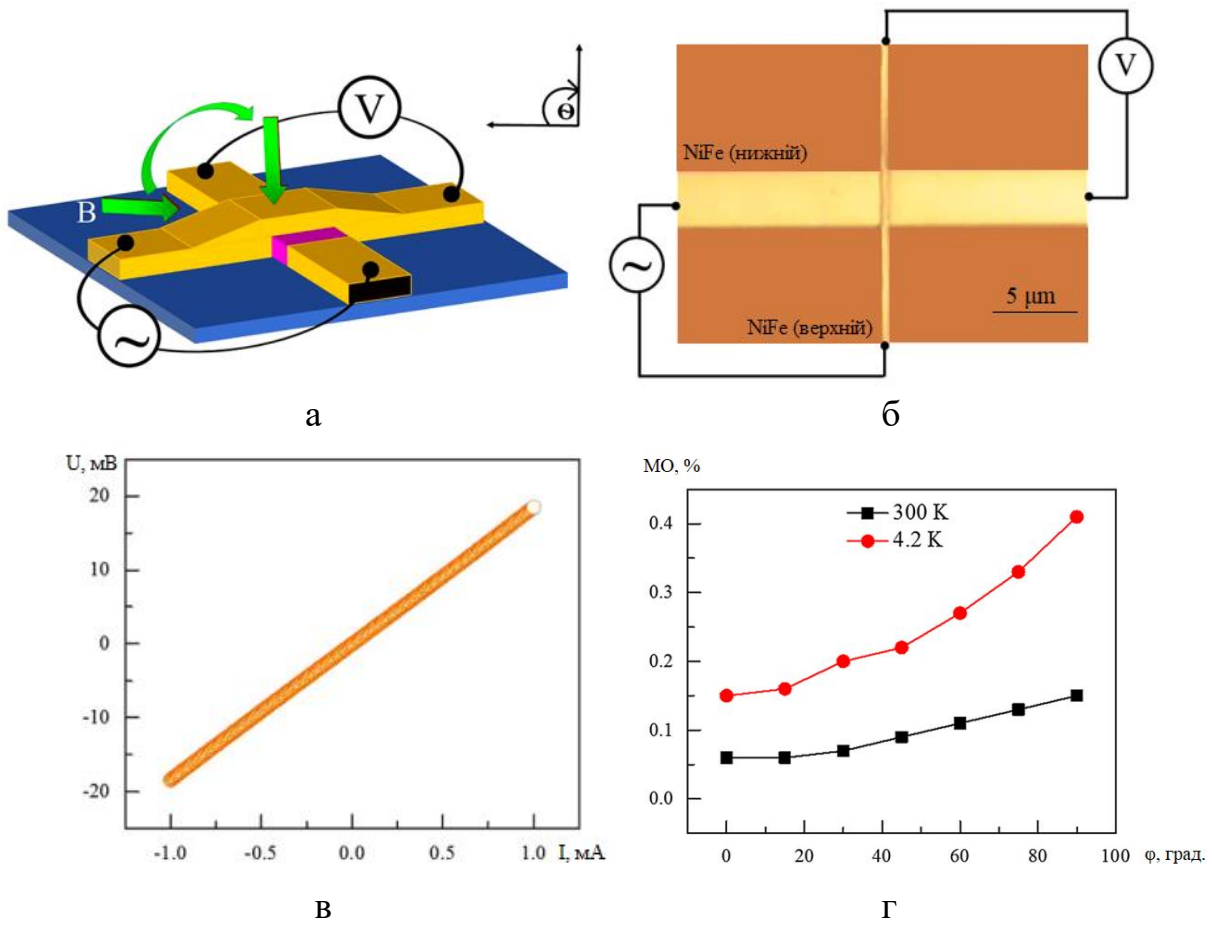 V
Θ
B
~
а
V
NiFe (нижній)
~
5 μm
NiFe (верхній)
б
U, мВ
20
10
0
-10
-20
-1.0 -0.5 0.0 0.5 1.0 I, мА
в
МО, %
300 K
4.2 K
0.4
0.3
0.2
0.1
0.0
0 20 40 60 80 100 φ, град.
г